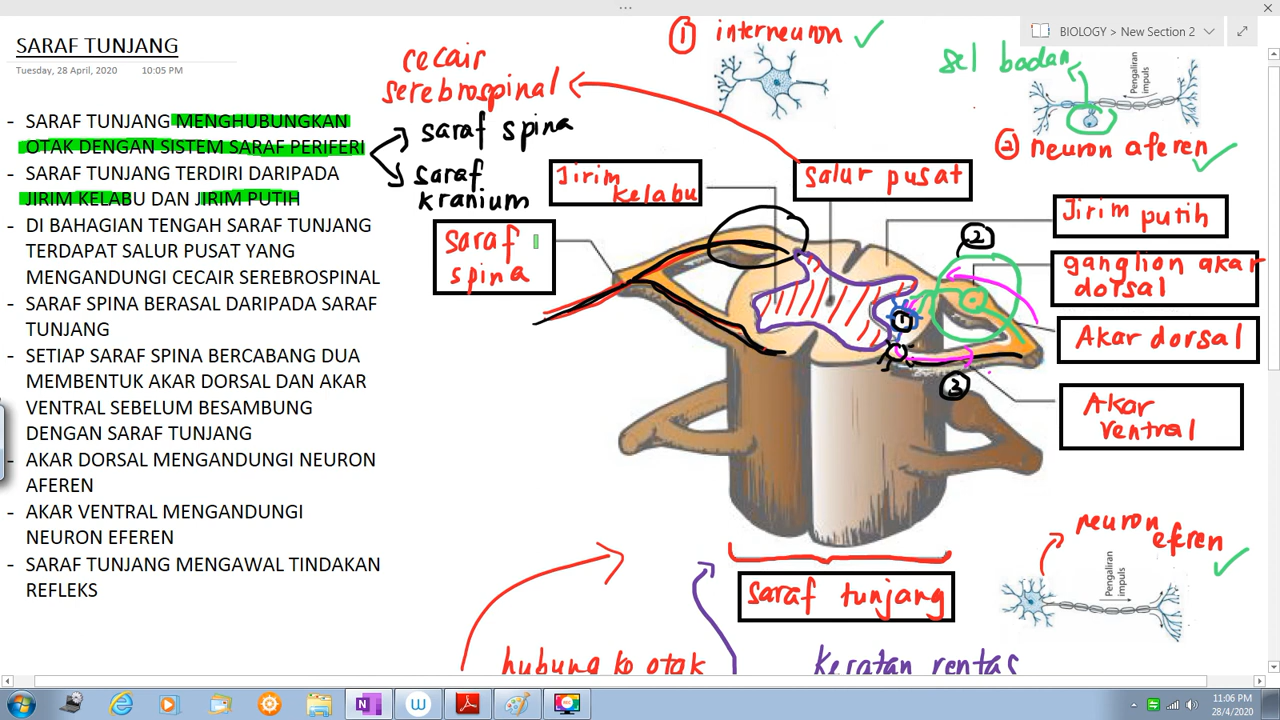 BIOLOGY > New Section 2
SARAF TUNJANG
Tuesday, 28 April, 2020 10:05 PM
- SARAF TUNJANG MENGHUBUNGKAN
OTAK DENGAN SISTEM SARAF PERIFERI
- SARAF TUNJANG TERDIRI DARIPADA
JIRIM KELABU DAN JIRIM PUTIH
- DI BAHAGIAN TENGAH SARAF TUNJANG
TERDAPAT SALUR PUSAT YANG
MENGANDUNGI CECAIR SEREBROSPINAL
- SARAF SPINA BERASAL DARIPADA SARAF
TUNJANG
- SETIAP SARAF SPINA BERCABANG DUA
MEMBENTUK AKAR DORSAL DAN AKAR
VENTRAL SEBELUM BESAMBUNG
DENGAN SARAF TUNJANG
- AKAR DORSAL MENGANDUNGI NEURON
AFEREN
- AKAR VENTRAL MENGANDUNGI
NEURON EFEREN
- SARAF TUNJANG MENGAWAL TINDAKAN
REFLEKS
cecair
serebrospinal
saraf spina
saraf
kranium
1 interneuron
sel badan
Pengaliran
impuls
2 neuron aferen
Jirim
kelabu
Salur pusat
Jirim putih
saraf
spina
2
ganglion akar
dorsal
1
Akar dorsal
3
Akar
ventral
neuron
eferen
Pengaliran
impuls
saraf tunjang
hubung ke otak
keratan rentas
11:06 PM
28/4/2020